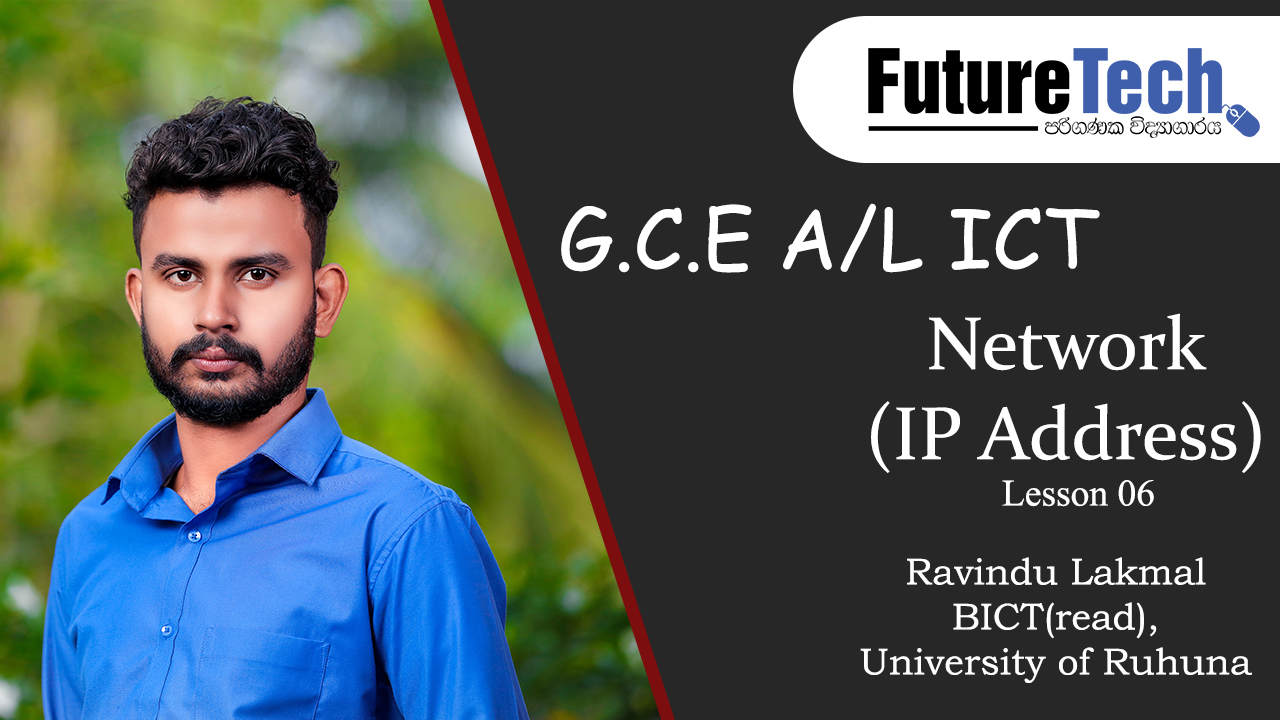 FutureTech
පරිගණක විද්‍යාගාරය
G.C.E A/L ICT
Network
(IP Address)
Lesson 06
Ravindu Lakmal
BICT(read),
University of Ruhuna